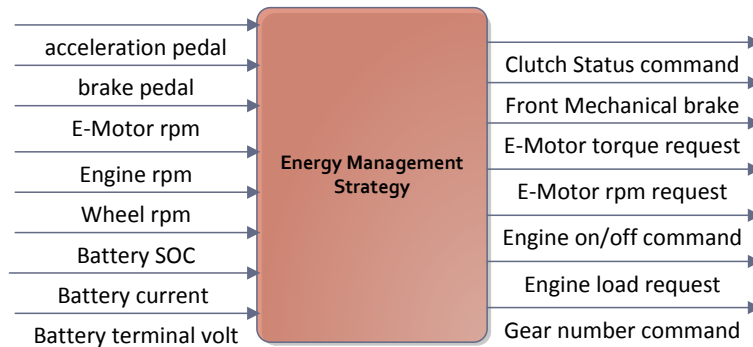 acceleration pedal
brake pedal
E-Motor rpm
Engine rpm
Wheel rpm
Battery SOC
Battery current
Battery terminal volt
Energy Management
Strategy
Clutch Status command
Front Mechanical brake
E-Motor torque request
E-Motor rpm request
Engine on/off command
Engine load request
Gear number command